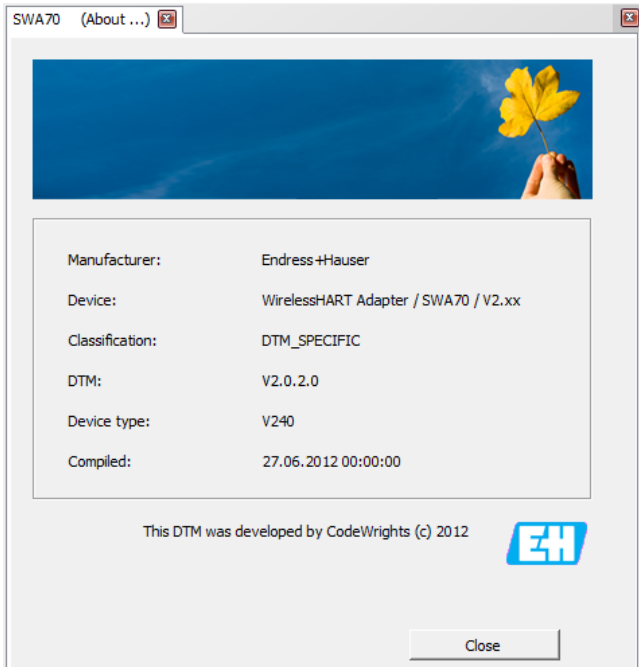 SWA70 (About ...)
Manufacturer: Endress+Hauser
Device: WirelessHART Adapter / SWA70 / V2.xx
Classification: DTM_SPECIFIC
DTM: V2.0.2.0
Device type: V240
Compiled: 27.06.2012 00:00:00
This DTM was developed by CodeWrights (c) 2012
EH
Close